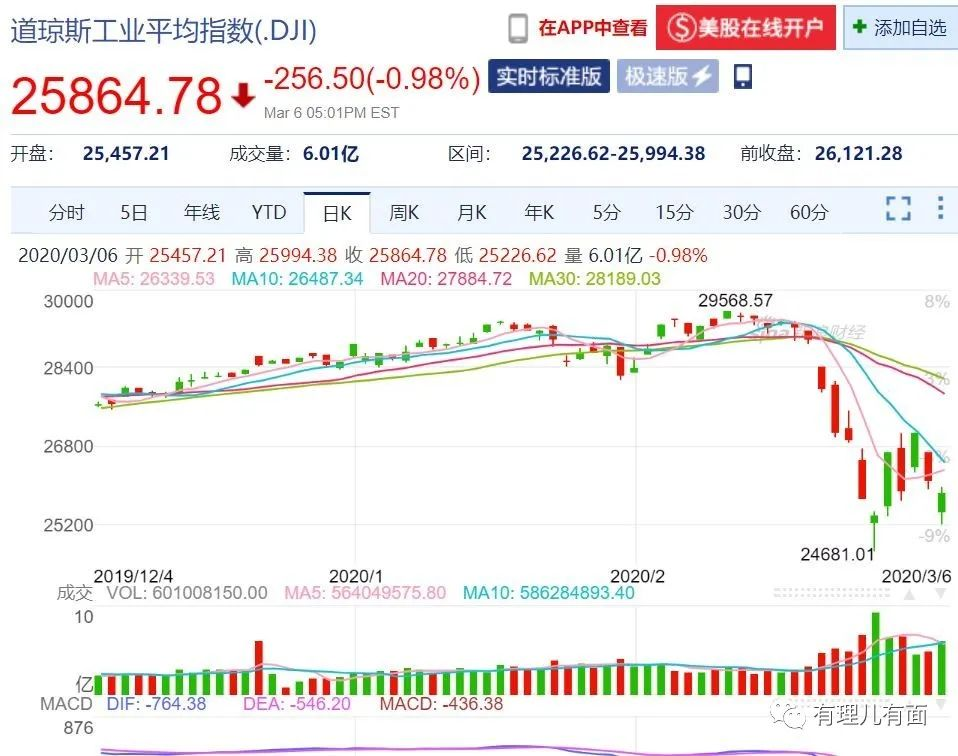 道琼斯工业平均指数(.DJI)
在APP中查看
美股在线开户
添加自选
25864.78
-256.50(-0.98%)
实时标准版
极速版
Mar 6 05:01PM EST
开盘： 25,457.21 成交量： 6.01亿 区间： 25,226.62-25,994.38 前收盘： 26,121.28
分时 5日 年线 YTD 日K 周K 月K 年K 5分 15分 30分 60分
2020/03/06 开 25457.21 高 25994.38 收 25864.78 低 25226.62 量 6.01亿 -0.98%
MA5: 26339.53 MA10: 26487.34 MA20: 27884.72 MA30: 28189.03
30000
29568.57
8%
28400
3%
26800
25200
-9%
24681.01
2019/12/4 2020/1 2020/2 2020/3/6
成交 VOL: 601008150.00 MA5: 564049575.80 MA10: 586284893.40
10
亿
MACD DIF: -764.38 DEA: -546.20 MACD: -436.38
有理儿有面
876